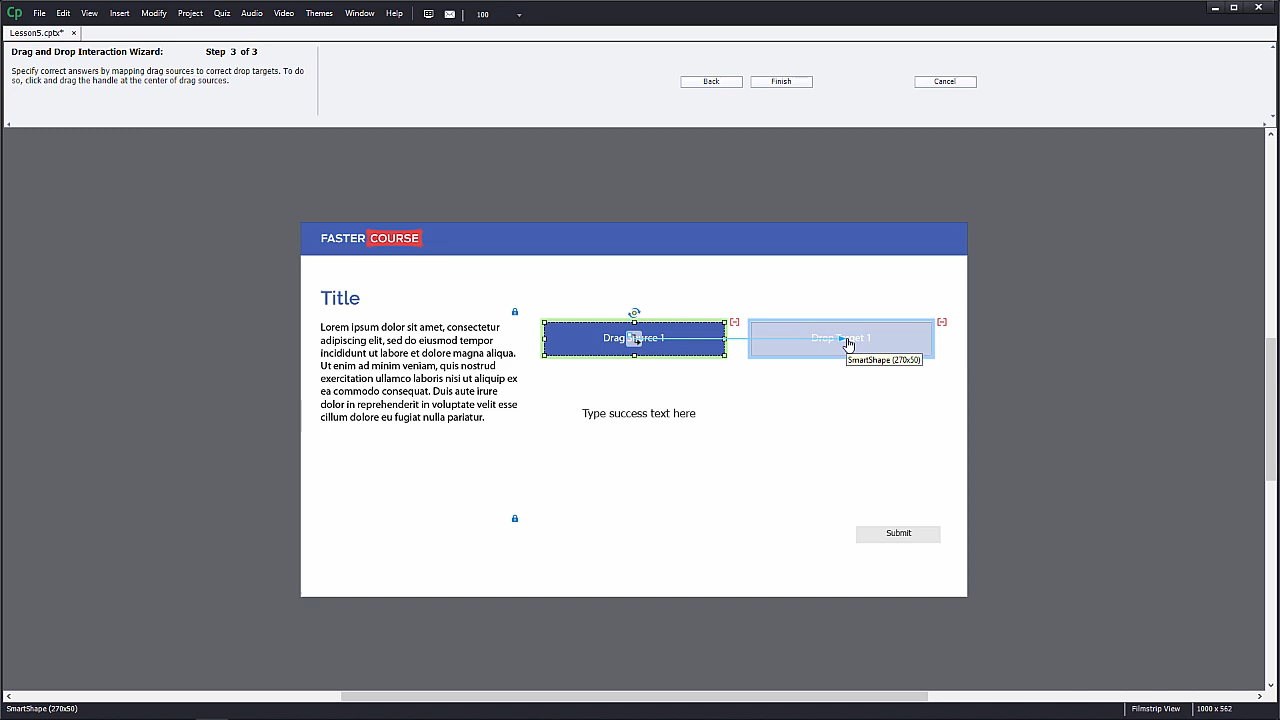 Cp File Edit View Insert Modify Project Quiz Audio Video Themes Window Help 100
Lesson5.cptx* ×
Drag and Drop Interaction Wizard: Step 3 of 3
Specify correct answers by mapping drag sources to correct drop targets. To do
so, click and drag the handle at the center of drag sources.
Back Finish Cancel
FASTER COURSE
Title
Lorem ipsum dolor sit amet, consectetur
adipiscing elit, sed do eiusmod tempor
incididunt ut labore et dolore magna aliqua.
Ut enim ad minim veniam, quis nostrud
exercitation ullamco laboris nisi ut aliquip ex
ea commodo consequat. Duis aute irure
dolor in reprehenderit in voluptate velit esse
cillum dolore eu fugiat nulla pariatur.
Drag Source 1
Drop Target 1
SmartShape (270x50)
Type success text here
Submit
SmartShape (270x50) Filmstrip View 1000 x 562